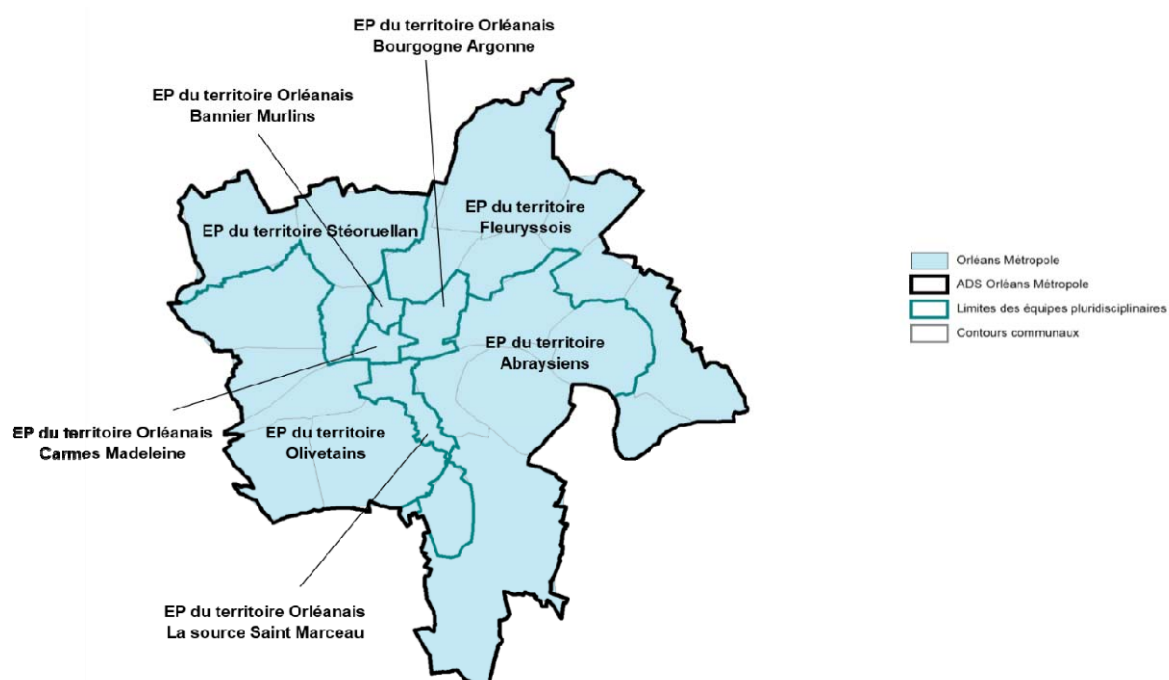 EP du territoire Orléanais
Bourgogne Argonne
EP du territoire Orléanais
Bannier Murlins
EP du territoire Stéoruellan
EP du territoire
Fleuryssois
EP du territoire
Abraysiens
EP du territoire Orléanais
Carmes Madeleine
EP du territoire
Olivetains
EP du territoire Orléanais
La source Saint Marceau
Orléans Métropole
ADS Orléans Métropole
Limites des équipes pluridisciplinaires
Contours communaux